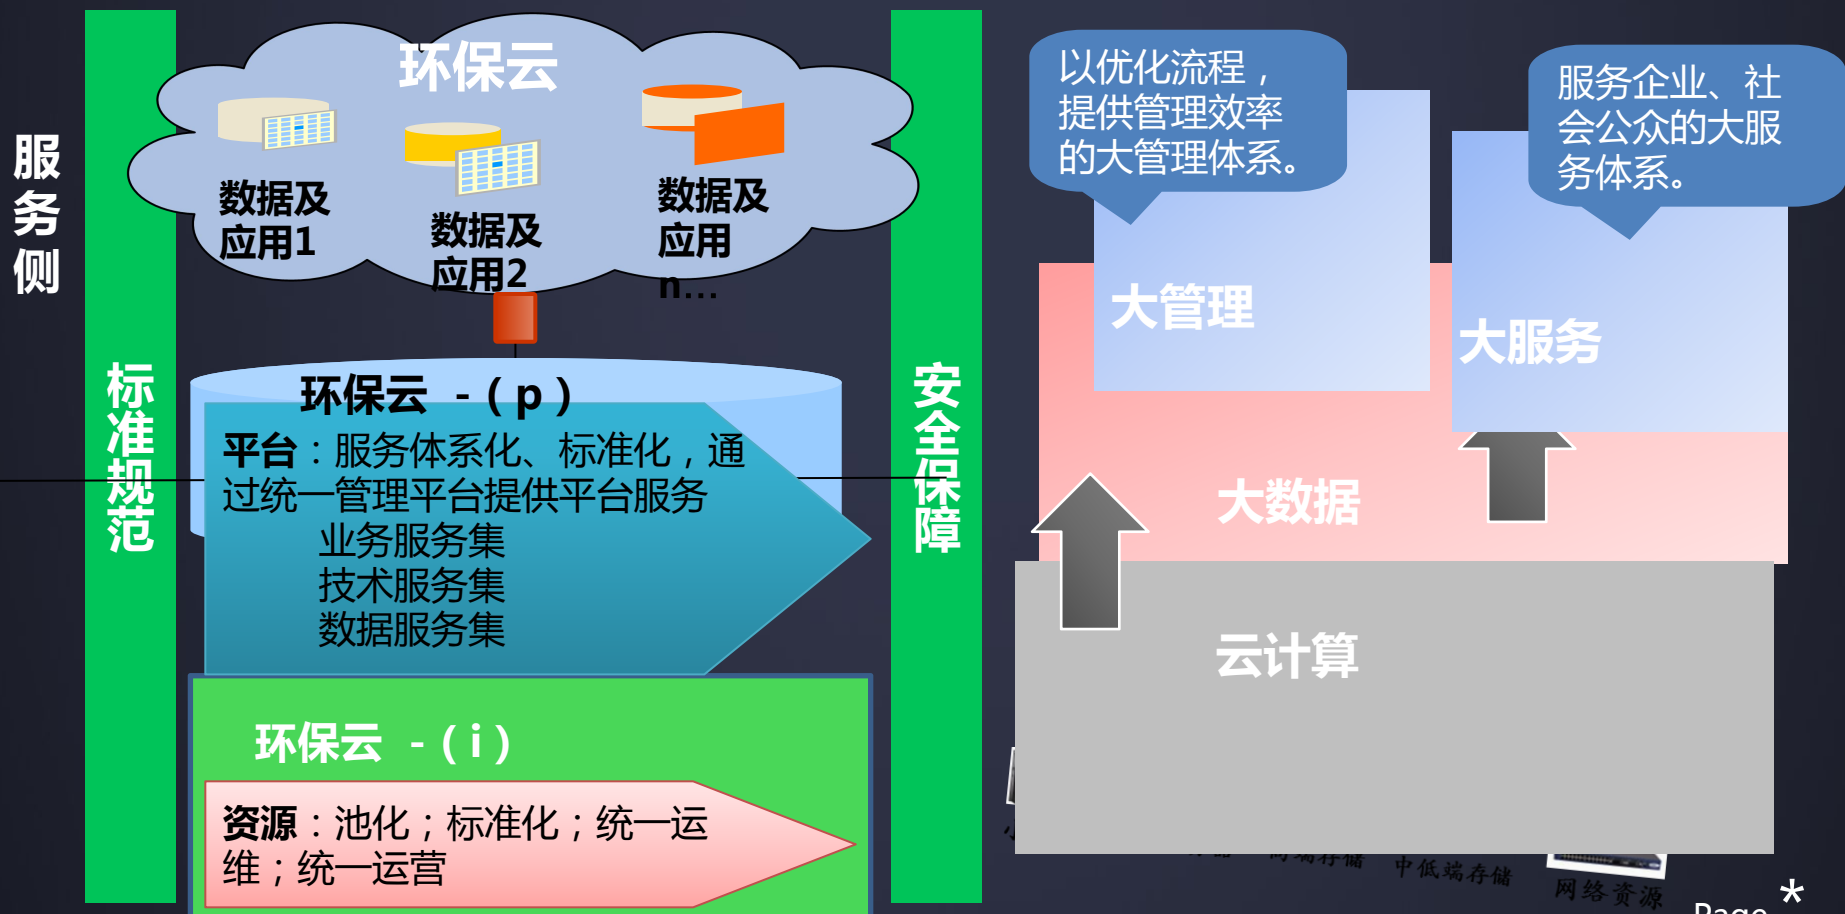 服务侧
标准规范
环保云
数据及
应用1
数据及
应用2
数据及
应用
n...
环保云 -（p）
平台：服务体系化、标准化，通
过统一管理平台提供平台服务
业务服务集
技术服务集
数据服务集
环保云 -（i）
资源：池化；标准化；统一运
维；统一运营
安全保障
以优化流程，
提供管理效率
的大管理体系。
服务企业、社
会公众的大服
务体系。
大管理
大服务
大数据
云计算
高端存储
中低端存储
网络资源
Page *